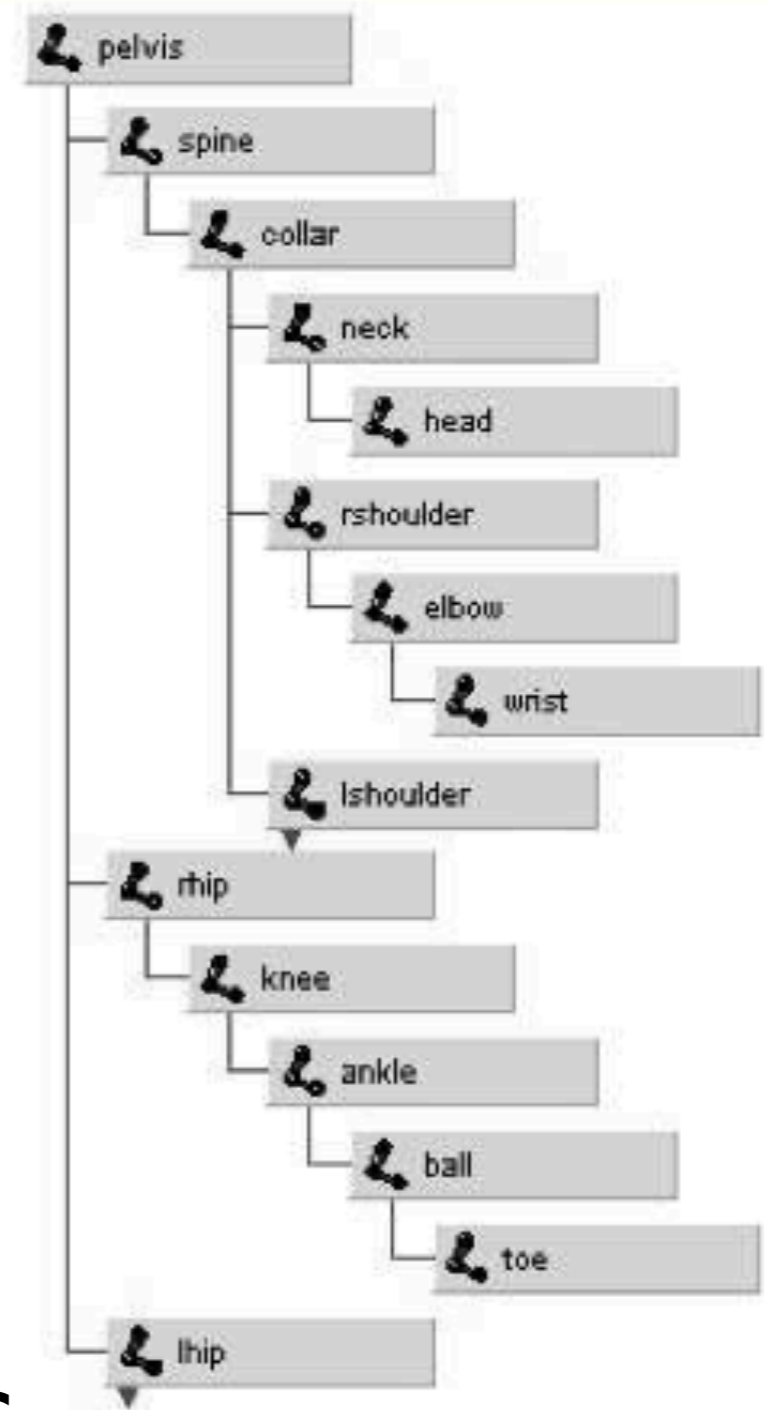 pelvis
spine
collar
neck
head
rshoulder
elbow
wrist
lshoulder
rhip
knee
ankle
ball
toe
lhip